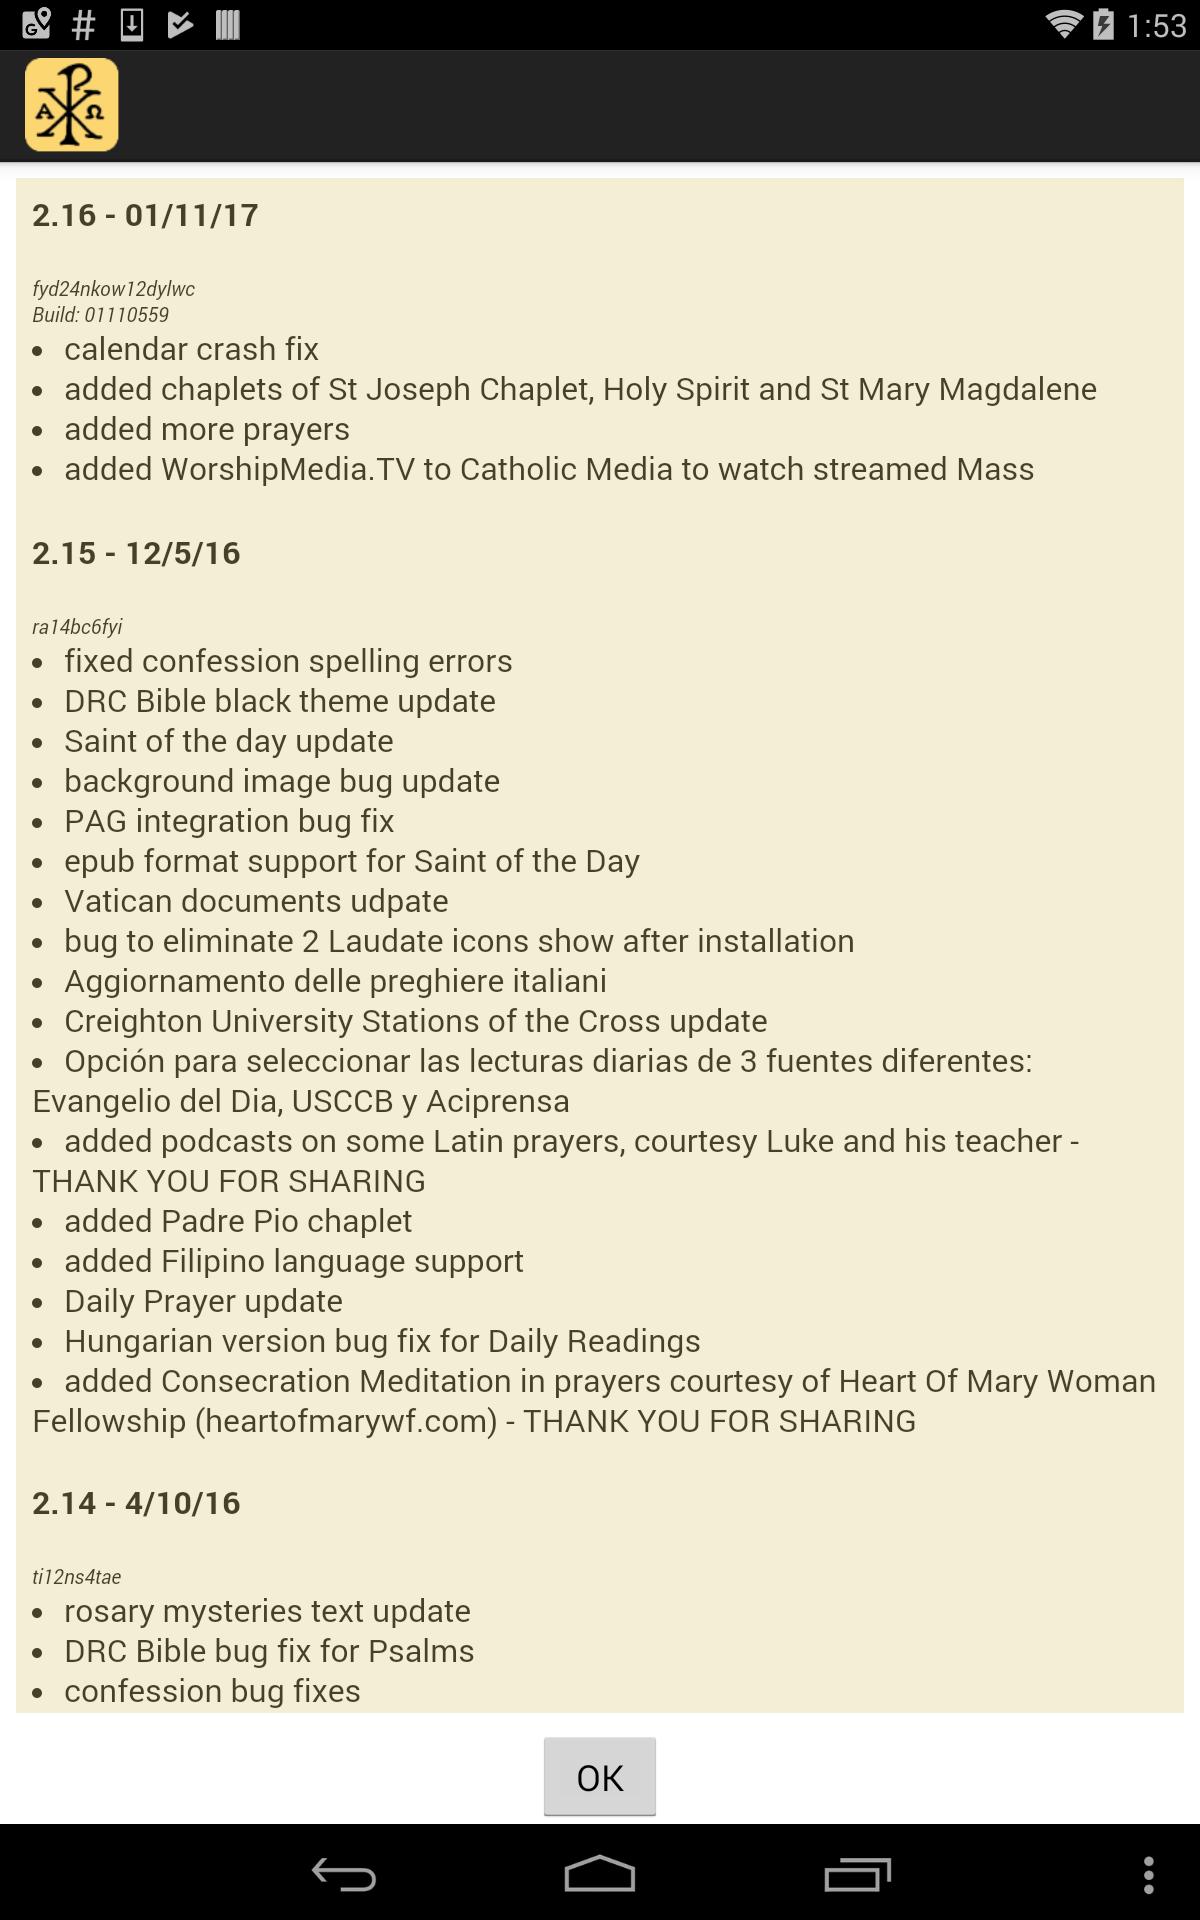 1:53
Α Ω
2.16 - 01/11/17
fyd24nkow12dylwc
Build: 01110559
• calendar crash fix
• added chaplets of St Joseph Chaplet, Holy Spirit and St Mary Magdalene
• added more prayers
• added WorshipMedia.TV to Catholic Media to watch streamed Mass
2.15 - 12/5/16
ra14bc6fyi
• fixed confession spelling errors
• DRC Bible black theme update
• Saint of the day update
• background image bug update
• PAG integration bug fix
• epub format support for Saint of the Day
• Vatican documents udpate
• bug to eliminate 2 Laudate icons show after installation
• Aggiornamento delle preghiere italiani
• Creighton University Stations of the Cross update
• Opción para seleccionar las lecturas diarias de 3 fuentes diferentes:
Evangelio del Dia, USCCB y Aciprensa
• added podcasts on some Latin prayers, courtesy Luke and his teacher -
THANK YOU FOR SHARING
• added Padre Pio chaplet
• added Filipino language support
• Daily Prayer update
• Hungarian version bug fix for Daily Readings
• added Consecration Meditation in prayers courtesy of Heart Of Mary Woman
Fellowship (heartofmarywf.com) - THANK YOU FOR SHARING
2.14 - 4/10/16
ti12ns4tae
• rosary mysteries text update
• DRC Bible bug fix for Psalms
• confession bug fixes
OK